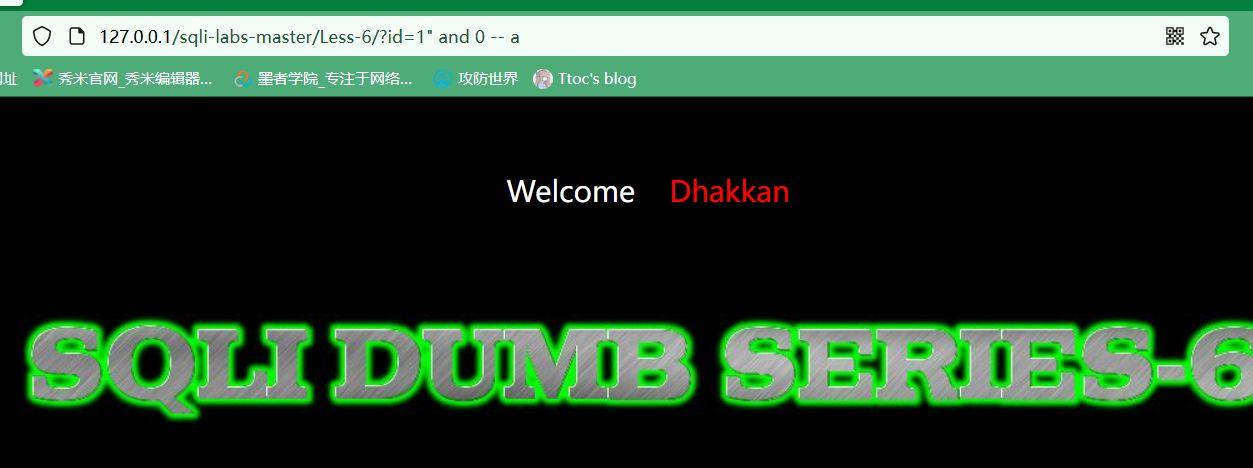 127.0.0.1/sqli-labs-master/Less-6/?id=1" and 0 -- a
网址 秀米官网_秀米编辑器... 墨者学院_专注于网络... 攻防世界 Ttoc's blog
Welcome Dhakkan
SQLI DUMB SERIES-6